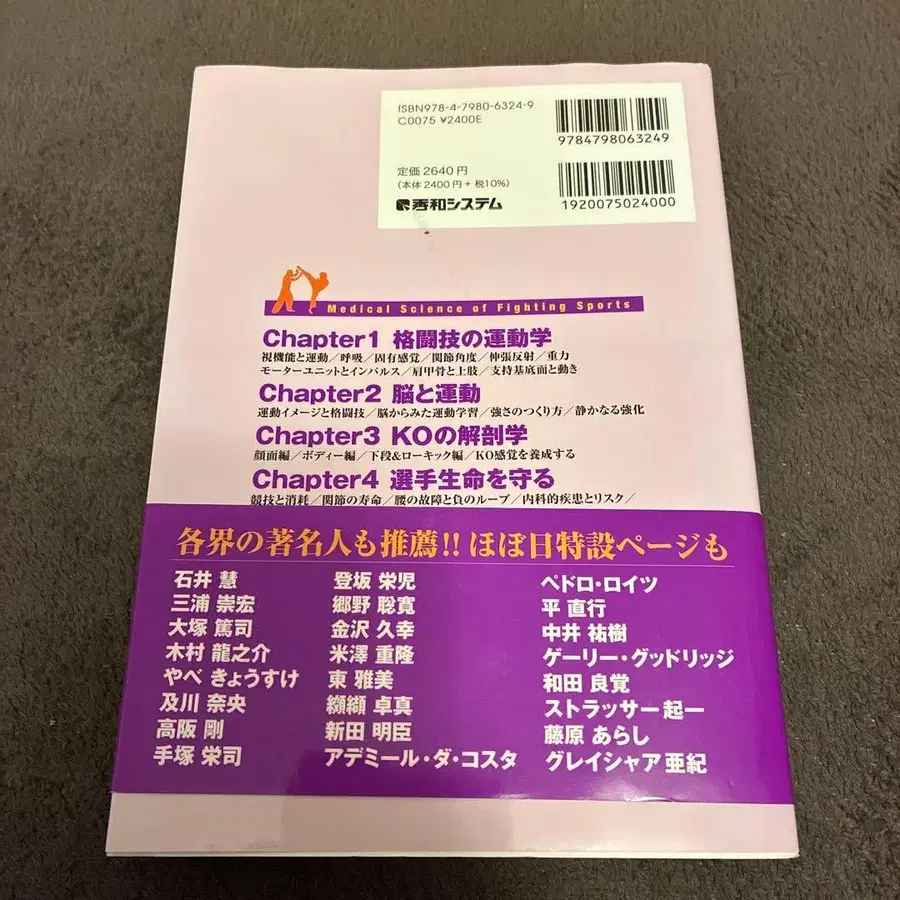 ISBN978-4-7980-6324-9
C0075 ¥2400E
9784798063249
定価2640円
(本体2400円+税10%)
秀和システム
1920075024000
Medical Science of Fighting Sports
Chapter1 格闘技の運動学
視機能と運動/呼吸/固有感覚/関節角度/伸張反射/重力
モーターユニットとインパルス/肩甲骨と上肢/支持基底面と動き
Chapter2 脳と運動
運動イメージと格闘技/脳からみた運動学習/強さのつくり方/静かなる強化
Chapter3 KOの解剖学
顔面編/ボディー編/下段&ローキック編/KO感覚を養成する
Chapter4 選手生命を守る
競技と消耗/関節の寿命/腰の故障と負のループ/内科的疾患とリスク/
各界の著名人も推薦!! ほぼ日特設ページも
石井 慧
三浦 崇宏
大塚 篤司
木村 龍之介
やべ きょうすけ
及川 奈央
高阪 剛
手塚 栄司
登坂 栄児
郷野 聡寛
金沢 久幸
米澤 重隆
東 雅美
纐纈 卓真
新田 明臣
アデミール・ダ・コスタ
ペドロ・ロイツ
平 直行
中井 祐樹
ゲーリー・グッドリッジ
和田 良覚
ストラッサー 起一
藤原 あらし
グレイシャア 亜紀